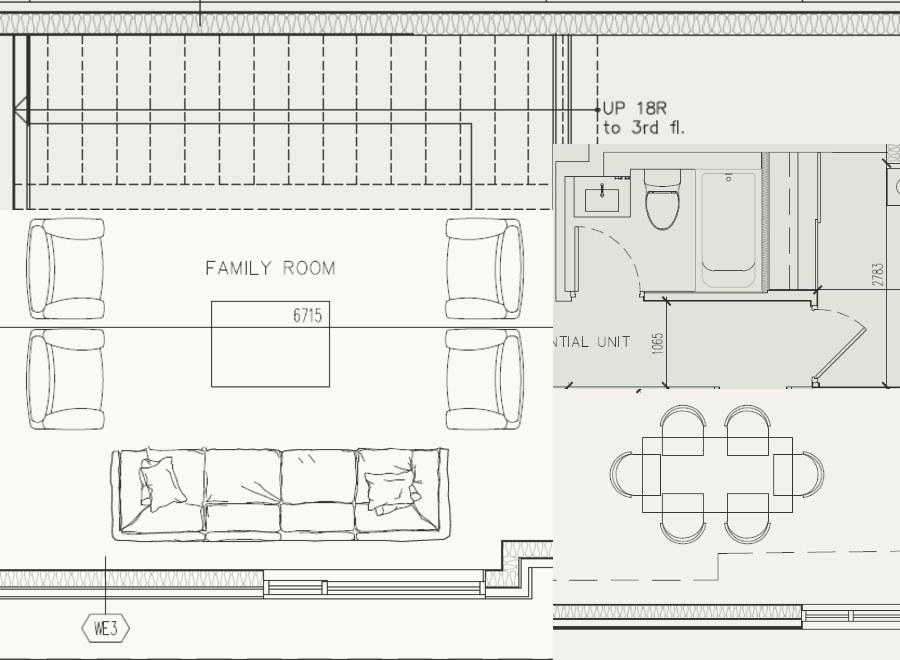 UP 18R
to 3rd fl.
FAMILY ROOM
6715
2783
NTIAL UNIT
1065
WE3